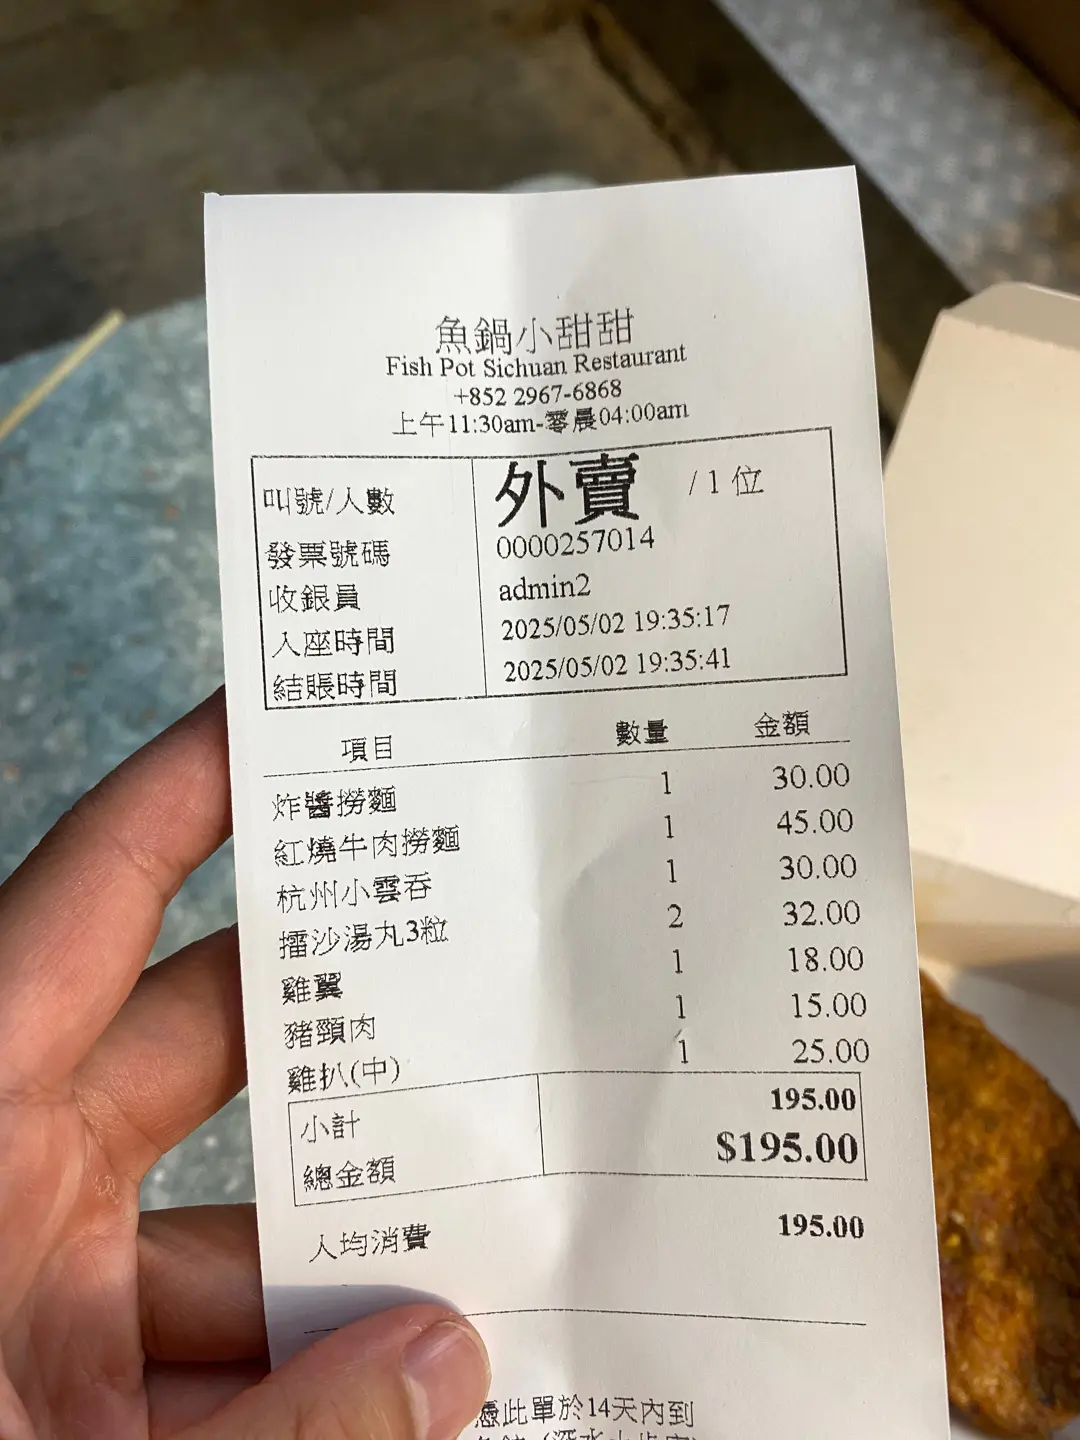 魚鍋小甜甜
Fish Pot Sichuan Restaurant
+852 2967-6868
上午11:30am-零晨04:00am
叫號/人數 外賣 / 1 位
發票號碼 0000257014
收銀員 admin2
入座時間 2025/05/02 19:35:17
結賬時間 2025/05/02 19:35:41
項目 數量 金額
炸醬撈麵 1 30.00
紅燒牛肉撈麵 1 45.00
杭州小雲吞 1 30.00
擂沙湯丸3粒 2 32.00
雞翼 1 18.00
豬頸肉 1 15.00
雞扒(中) 1 25.00
小計 195.00
總金額 $195.00
人均消費 195.00
憑此單於14天內到